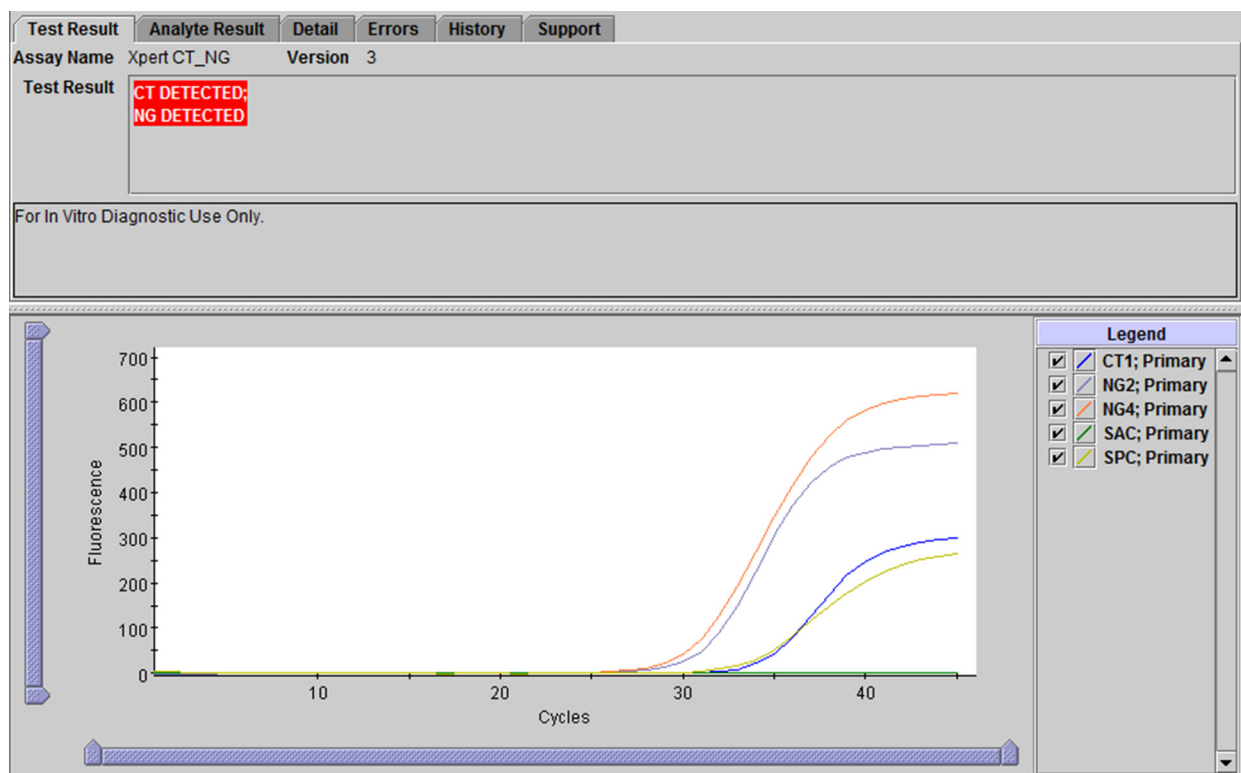 Test Result Analyte Result Detail Errors History Support
Assay Name Xpert CT_NG Version 3
Test Result
CT DETECTED;
NG DETECTED
For In Vitro Diagnostic Use Only.
Legend
CT1; Primary
NG2; Primary
NG4; Primary
SAC; Primary
SPC; Primary
700
600
500
400
300
200
100
0
Fluorescence
10 20 30 40
Cycles